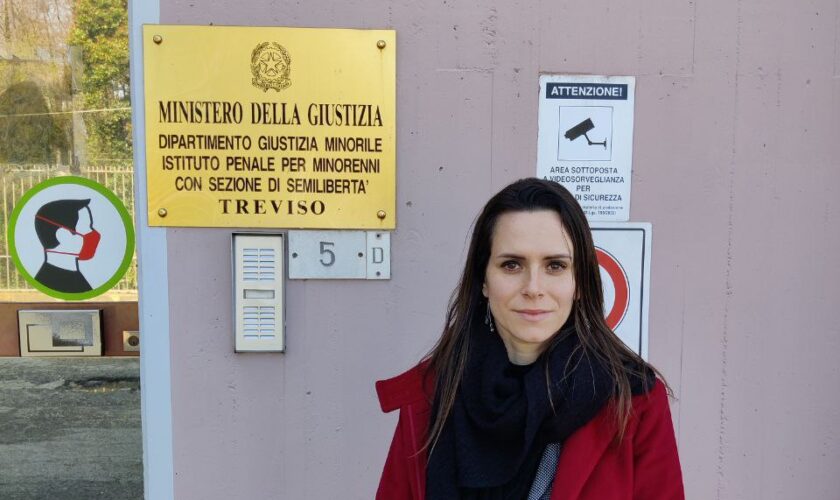 MINISTERO DELLA GIUSTIZIA
DIPARTIMENTO GIUSTIZIA MINORILE
ISTITUTO PENALE PER MINORENNI
CON SEZIONE DI SEMILIBERTA'
TREVISO
5 D
ATTENZIONE!
AREA SOTTOPOSTA
A VIDEOSORVEGLIANZA
PER
DI SICUREZZA